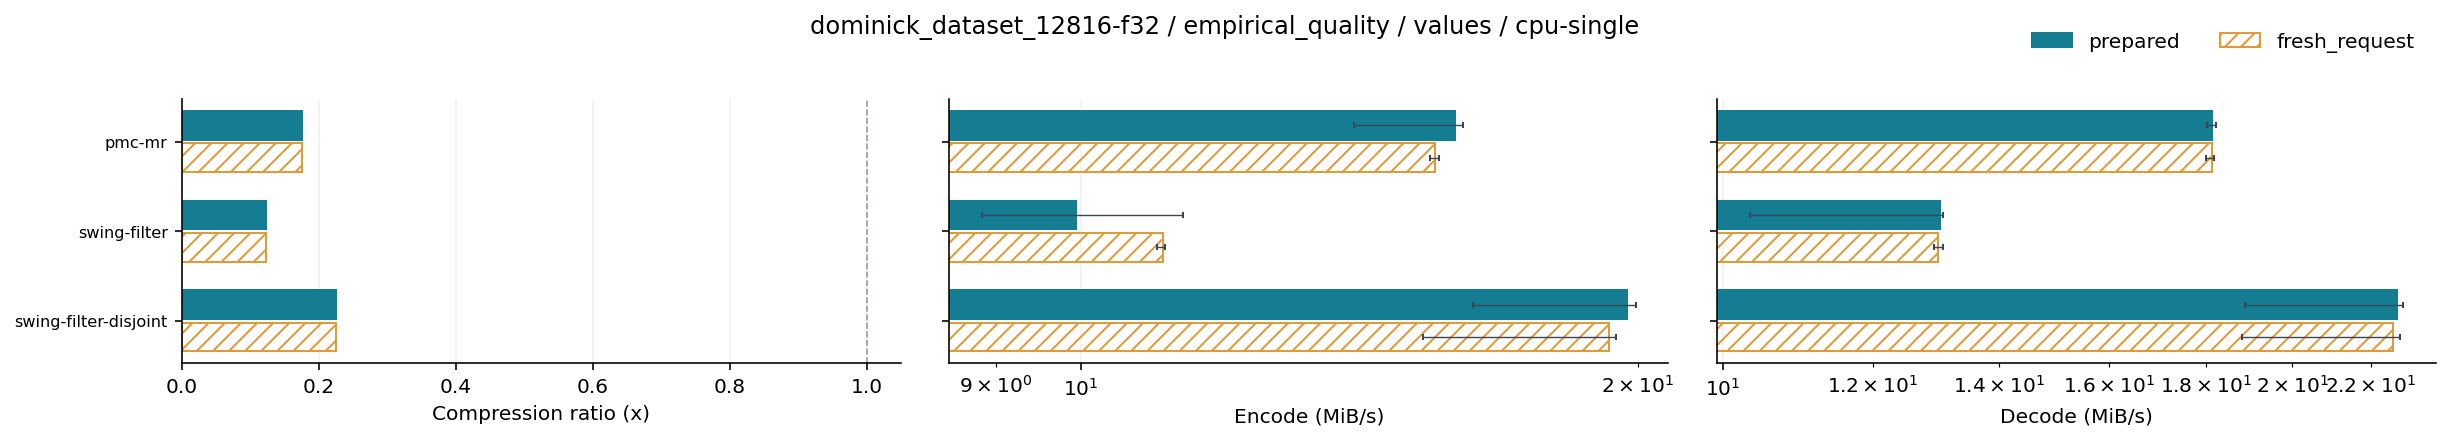 dominick_dataset_12816-f32 / empirical_quality / values / cpu-single
prepared
fresh_request
pmc-mr
swing-filter
swing-filter-disjoint
0.0 0.2 0.4 0.6 0.8 1.0
Compression ratio (x)
9 × 10⁰ 10¹ 2 × 10¹
Encode (MiB/s)
10¹ 1.2 × 10¹ 1.4 × 10¹ 1.6 × 10¹ 1.8 × 10¹ 2 × 10¹ 2.2 × 10¹
Decode (MiB/s)